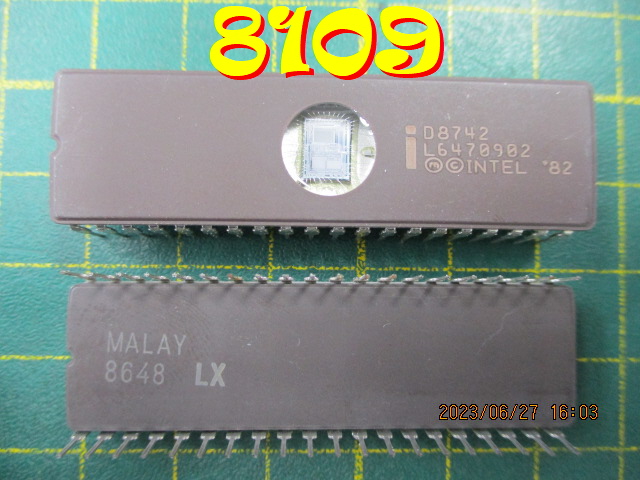 8109
D8742
L6470902
ⓜ©INTEL '82
MALAY
8648 LX
2023/06/27 16:03